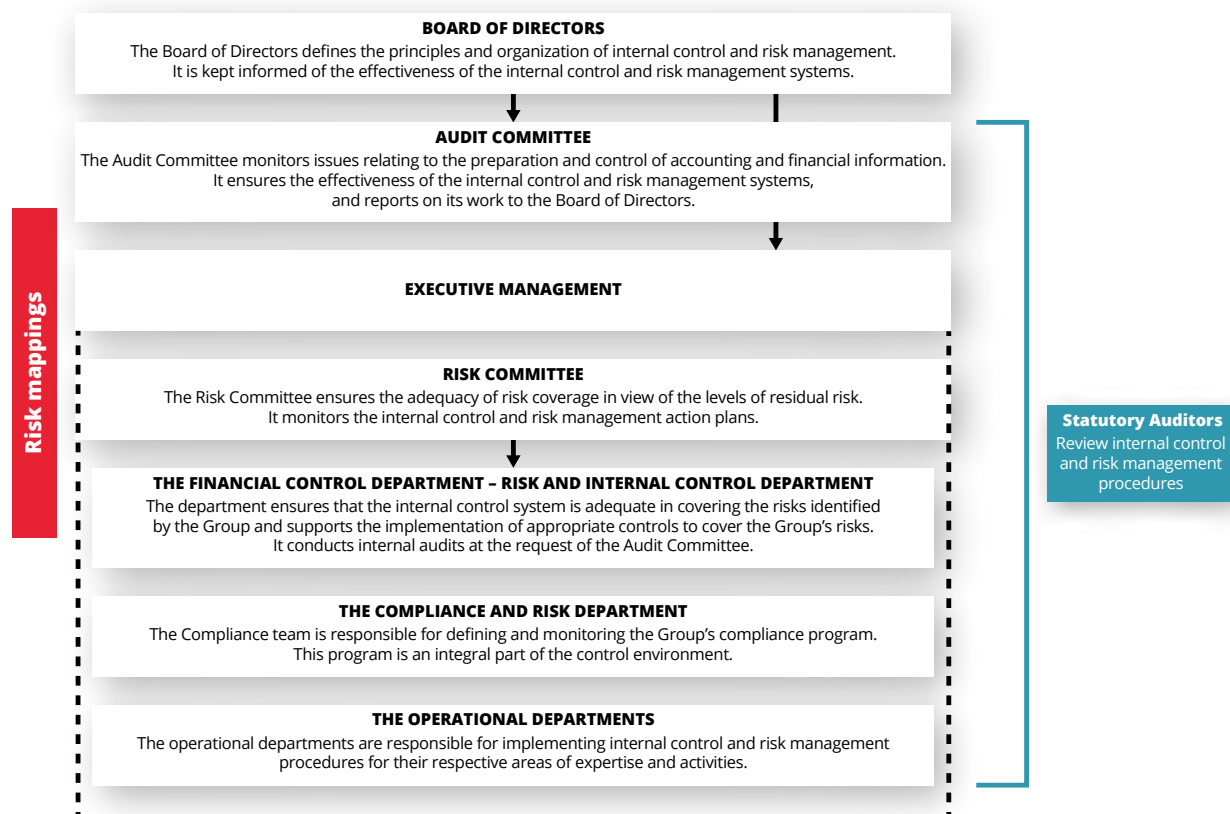 BOARD OF DIRECTORS
The Board of Directors defines the principles and organization of internal control and risk management.
It is kept informed of the effectiveness of the internal control and risk management systems.
AUDIT COMMITTEE
The Audit Committee monitors issues relating to the preparation and control of accounting and financial information.
It ensures the effectiveness of the internal control and risk management systems,
and reports on its work to the Board of Directors.
Risk mappings
EXECUTIVE MANAGEMENT
RISK COMMITTEE
The Risk Committee ensures the adequacy of risk coverage in view of the levels of residual risk.
It monitors the internal control and risk management action plans.
Statutory Auditors
Review internal control
and risk management
procedures
THE FINANCIAL CONTROL DEPARTMENT – RISK AND INTERNAL CONTROL DEPARTMENT
The department ensures that the internal control system is adequate in covering the risks identified
by the Group and supports the implementation of appropriate controls to cover the Group's risks.
It conducts internal audits at the request of the Audit Committee.
THE COMPLIANCE AND RISK DEPARTMENT
The Compliance team is responsible for defining and monitoring the Group's compliance program.
This program is an integral part of the control environment.
THE OPERATIONAL DEPARTMENTS
The operational departments are responsible for implementing internal control and risk management
procedures for their respective areas of expertise and activities.